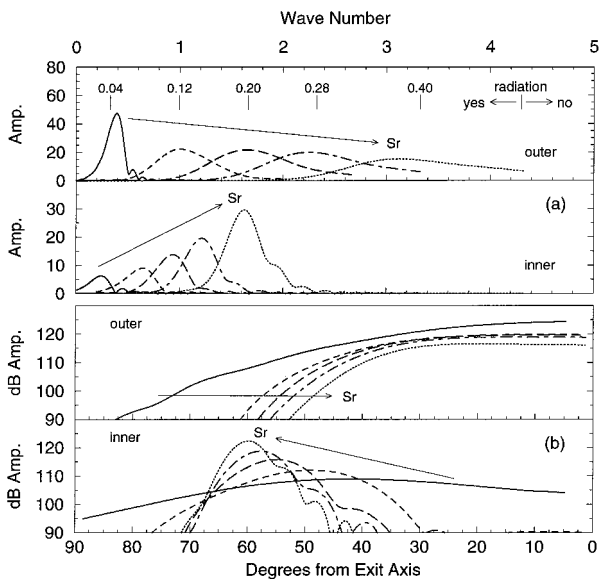 Wave Number
0 1 2 3 4 5
80 0.04 0.12 0.20 0.28 0.40 radiation
60 yes no
Amp. 40 Sr
20 outer
0
30 Sr (a)
Amp. 20
10 inner
0
120 outer
dB Amp. 110
100 Sr
90
inner Sr (b)
120
dB Amp. 110
100
90
90 80 70 60 50 40 30 20 10 0
Degrees from Exit Axis